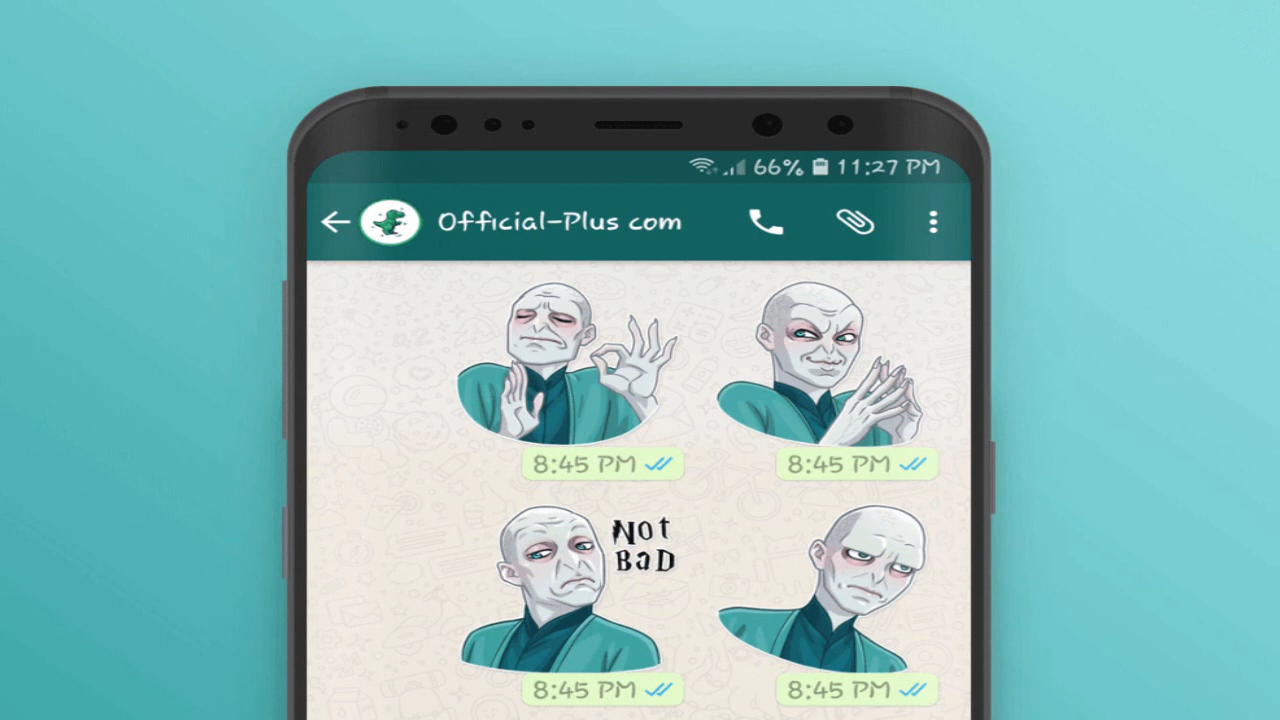 66% 11:27 PM
Official-Plus com
8:45 PM 8:45 PM
NOT
BAD
8:45 PM 8:45 PM